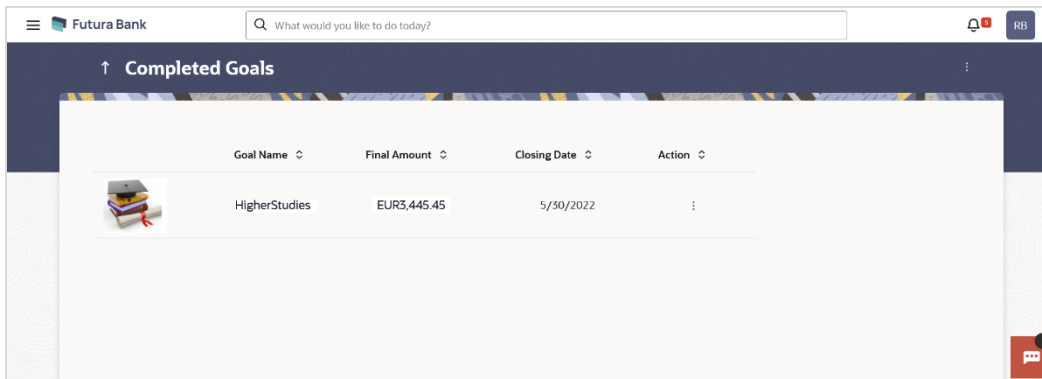 Futura Bank
What would you like to do today?
5
RB
Completed Goals
Goal Name Final Amount Closing Date Action
HigherStudies EUR3,445.45 5/30/2022